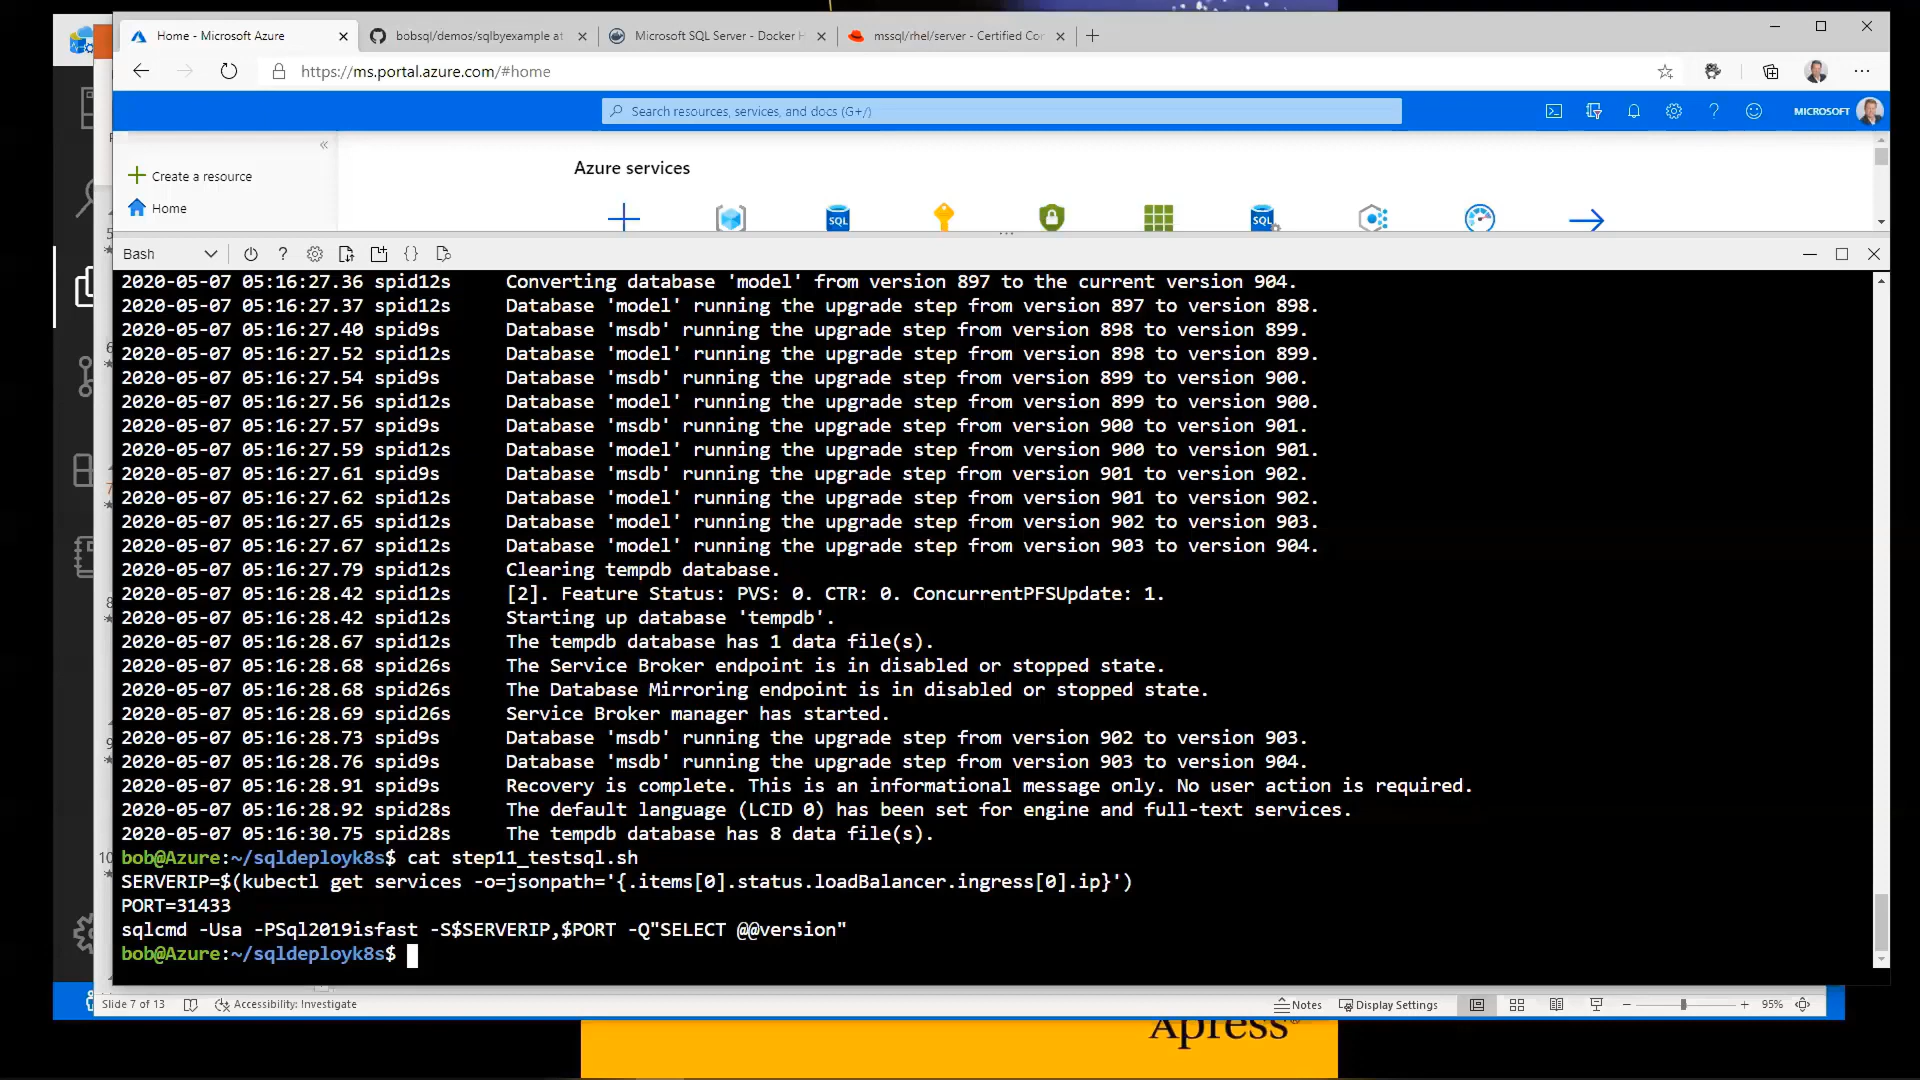 Home - Microsoft Azure
bobsql/demos/sqlbyexample at
Microsoft SQL Server - Docker H
mssql/rhel/server - Certified Cor
https://ms.portal.azure.com/#home
Search resources, services, and docs (G+/)
MICROSOFT
«
Create a resource
Home
Azure services
SQL
SQL
Bash
2020-05-07 05:16:27.36 spid12s     Converting database 'model' from version 897 to the current version 904.
2020-05-07 05:16:27.37 spid12s     Database 'model' running the upgrade step from version 897 to version 898.
2020-05-07 05:16:27.40 spid9s      Database 'msdb' running the upgrade step from version 898 to version 899.
2020-05-07 05:16:27.52 spid12s     Database 'model' running the upgrade step from version 898 to version 899.
2020-05-07 05:16:27.54 spid9s      Database 'msdb' running the upgrade step from version 899 to version 900.
2020-05-07 05:16:27.56 spid12s     Database 'model' running the upgrade step from version 899 to version 900.
2020-05-07 05:16:27.57 spid9s      Database 'msdb' running the upgrade step from version 900 to version 901.
2020-05-07 05:16:27.59 spid12s     Database 'model' running the upgrade step from version 900 to version 901.
2020-05-07 05:16:27.61 spid9s      Database 'msdb' running the upgrade step from version 901 to version 902.
2020-05-07 05:16:27.62 spid12s     Database 'model' running the upgrade step from version 901 to version 902.
2020-05-07 05:16:27.65 spid12s     Database 'model' running the upgrade step from version 902 to version 903.
2020-05-07 05:16:27.67 spid12s     Database 'model' running the upgrade step from version 903 to version 904.
2020-05-07 05:16:27.79 spid12s     Clearing tempdb database.
2020-05-07 05:16:28.42 spid12s     [2]. Feature Status: PVS: 0. CTR: 0. ConcurrentPFSUpdate: 1.
2020-05-07 05:16:28.42 spid12s     Starting up database 'tempdb'.
2020-05-07 05:16:28.67 spid12s     The tempdb database has 1 data file(s).
2020-05-07 05:16:28.68 spid26s     The Service Broker endpoint is in disabled or stopped state.
2020-05-07 05:16:28.68 spid26s     The Database Mirroring endpoint is in disabled or stopped state.
2020-05-07 05:16:28.69 spid26s     Service Broker manager has started.
2020-05-07 05:16:28.73 spid9s      Database 'msdb' running the upgrade step from version 902 to version 903.
2020-05-07 05:16:28.76 spid9s      Database 'msdb' running the upgrade step from version 903 to version 904.
2020-05-07 05:16:28.91 spid9s      Recovery is complete. This is an informational message only. No user action is required.
2020-05-07 05:16:28.92 spid28s     The default language (LCID 0) has been set for engine and full-text services.
2020-05-07 05:16:30.75 spid28s     The tempdb database has 8 data file(s).
bob@Azure:~/sqldeployk8s$ cat step11_testsql.sh
SERVERIP=$(kubectl get services -o=jsonpath='{.items[0].status.loadBalancer.ingress[0].ip}')
PORT=31433
sqlcmd -Usa -PSql2019isfast -S$SERVERIP,$PORT -Q"SELECT @@version"
bob@Azure:~/sqldeployk8s$
5
6
7
8
9
10
Slide 7 of 13
Accessibility: Investigate
Notes
Display Settings
95%
Apress